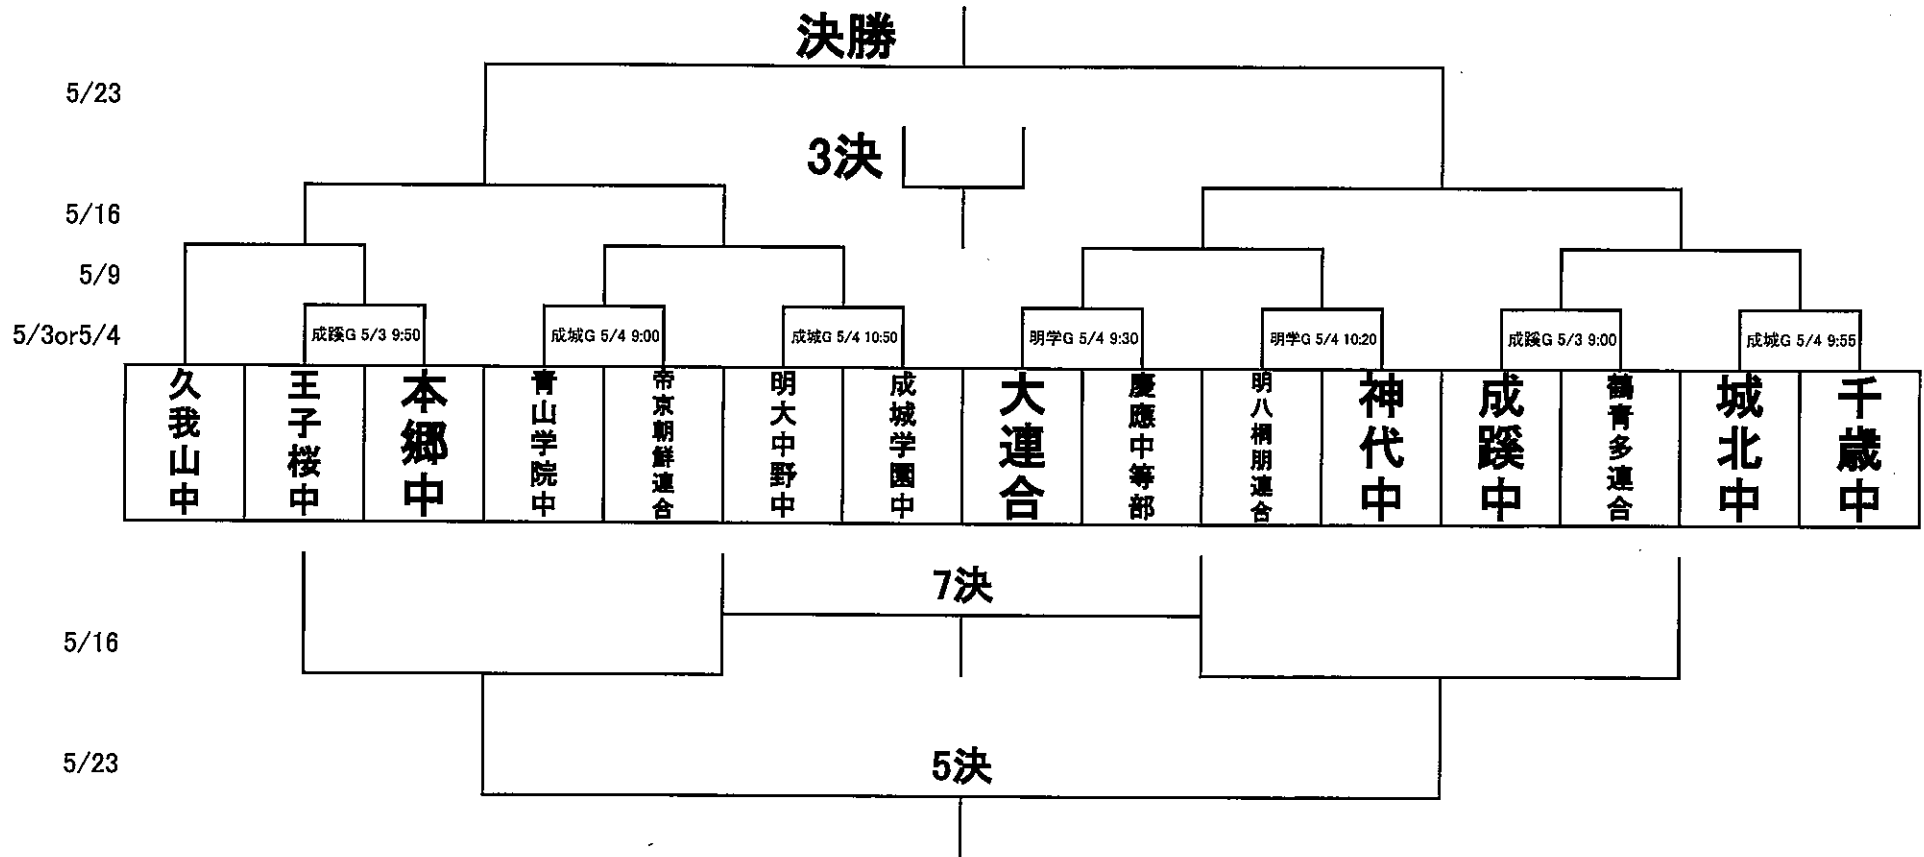 決勝
5/23
3決
5/16
5/9
5/3or5/4
成蹊G 5/3 9:50
成城G 5/4 9:00
成城G 5/4 10:50
明学G 5/4 9:30
明学G 5/4 10:20
成蹊G 5/3 9:00
成城G 5/4 9:55
久我山中
王子桜中
本郷中
青山学院中
帝京朝鮮連合
明大中野中
成城学園中
大連合
慶應中等部
明八桐朋連合
神代中
成蹊中
鶴青多連合
城北中
千歳中
7決
5/16
5/23
5決